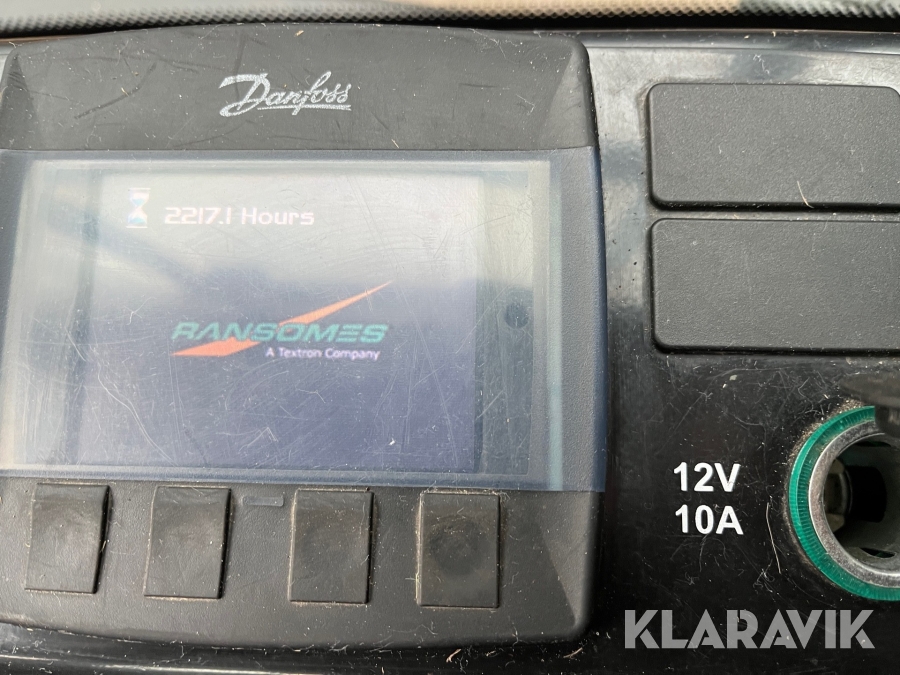 Danfoss
2217.1 Hours
RANSOMES
A Textron Company
12V
10A
KLARAVIK